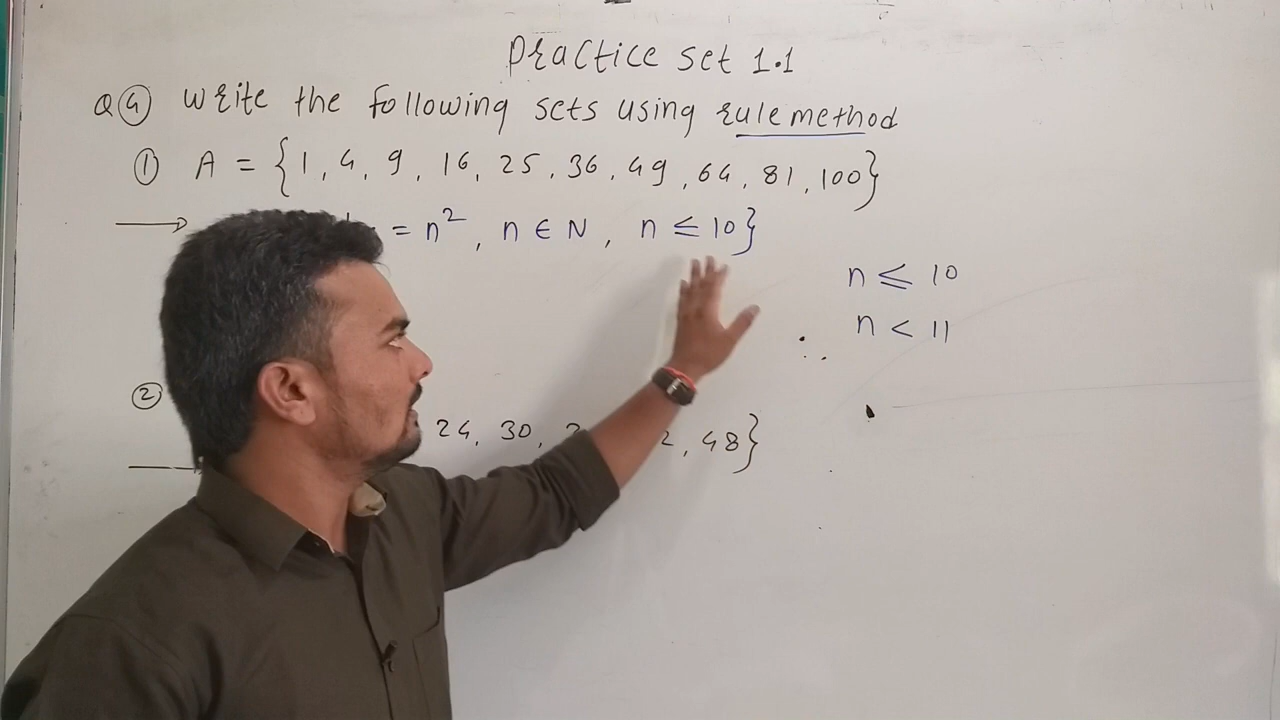 Practice set 1.1
Q④ Write the following sets using rule method
① A = {1, 4, 9, 16, 25, 36, 49, 64, 81, 100}
→ = n², n ∈ N, n ≤ 10}
n ≤ 10
∴ n < 11
②
24, 30, 2, 48}